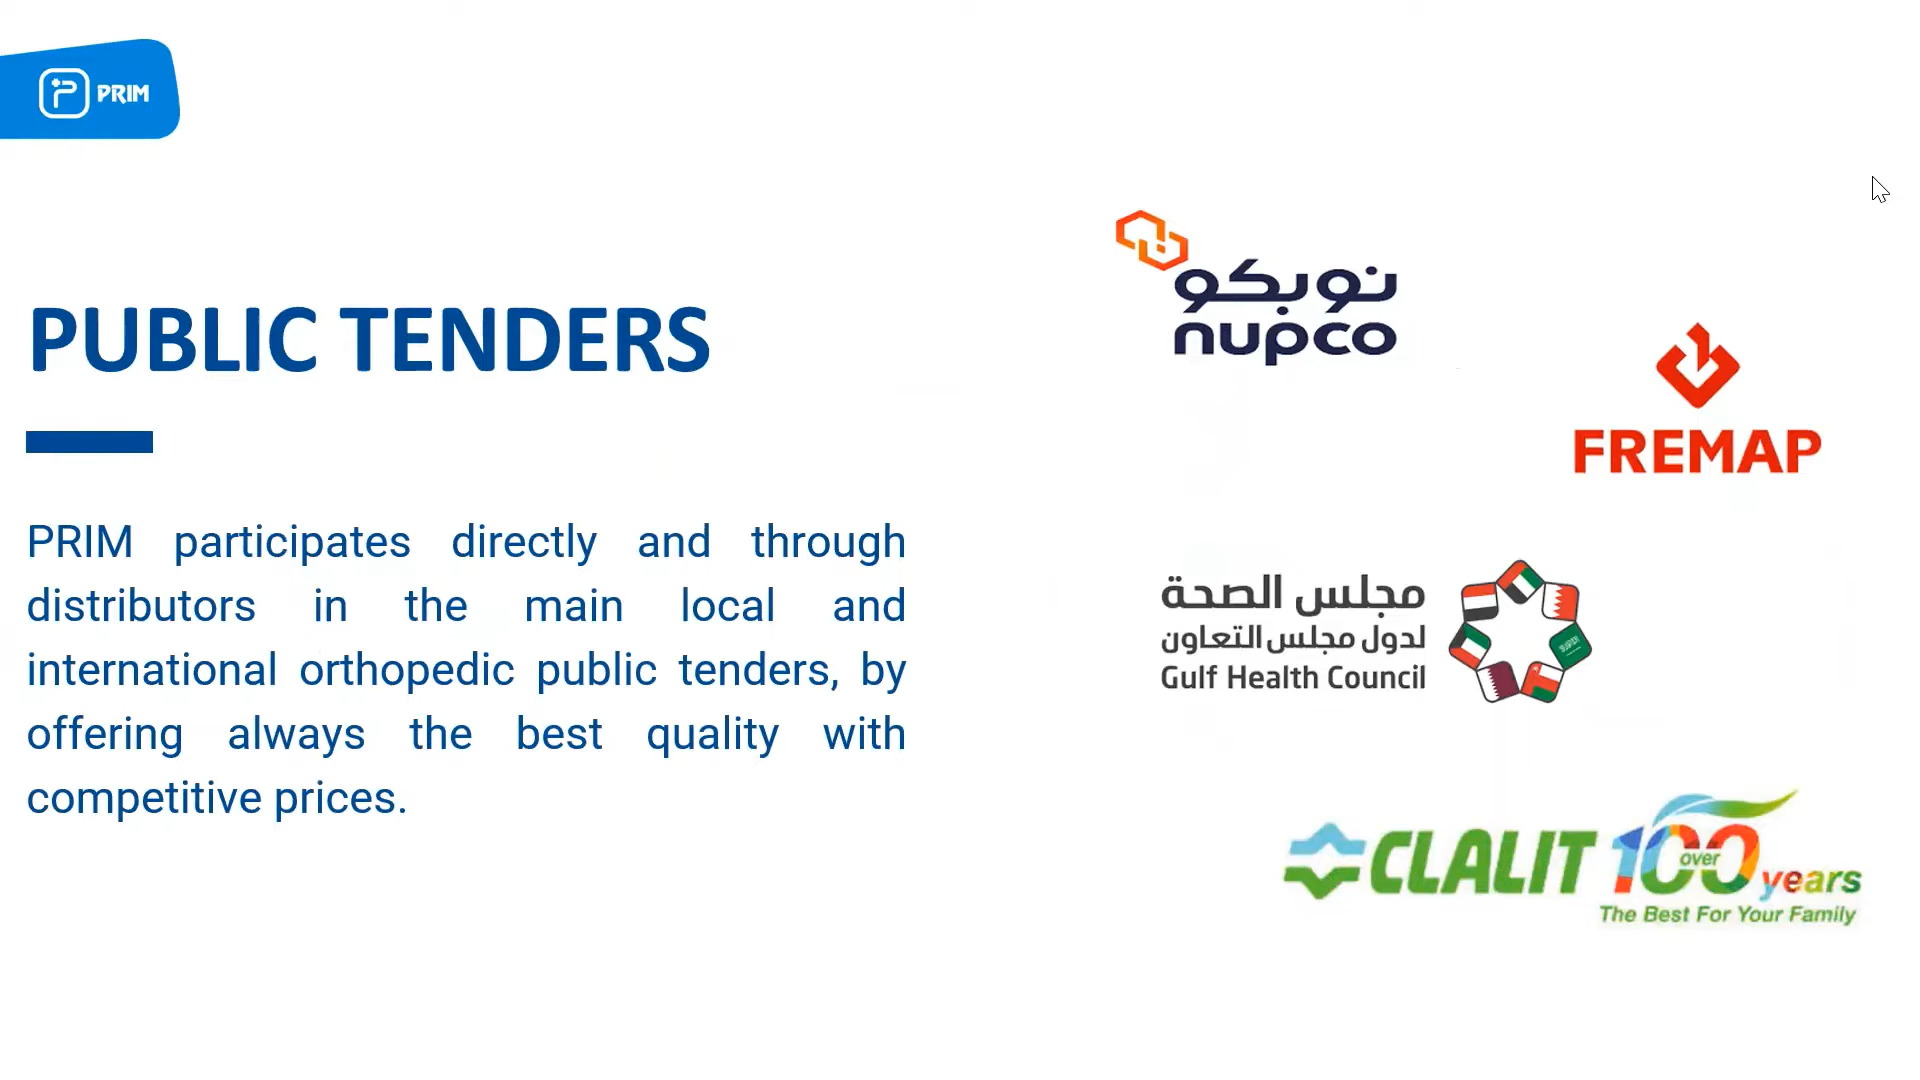 PRIM
PUBLIC TENDERS
PRIM participates directly and through
distributors in the main local and
international orthopedic public tenders, by
offering always the best quality with
competitive prices.
نوبكو
nupco
FREMAP
مجلس الصحة
لدول مجلس التعاون
Gulf Health Council
CLALIT 100 over years
The Best For Your Family